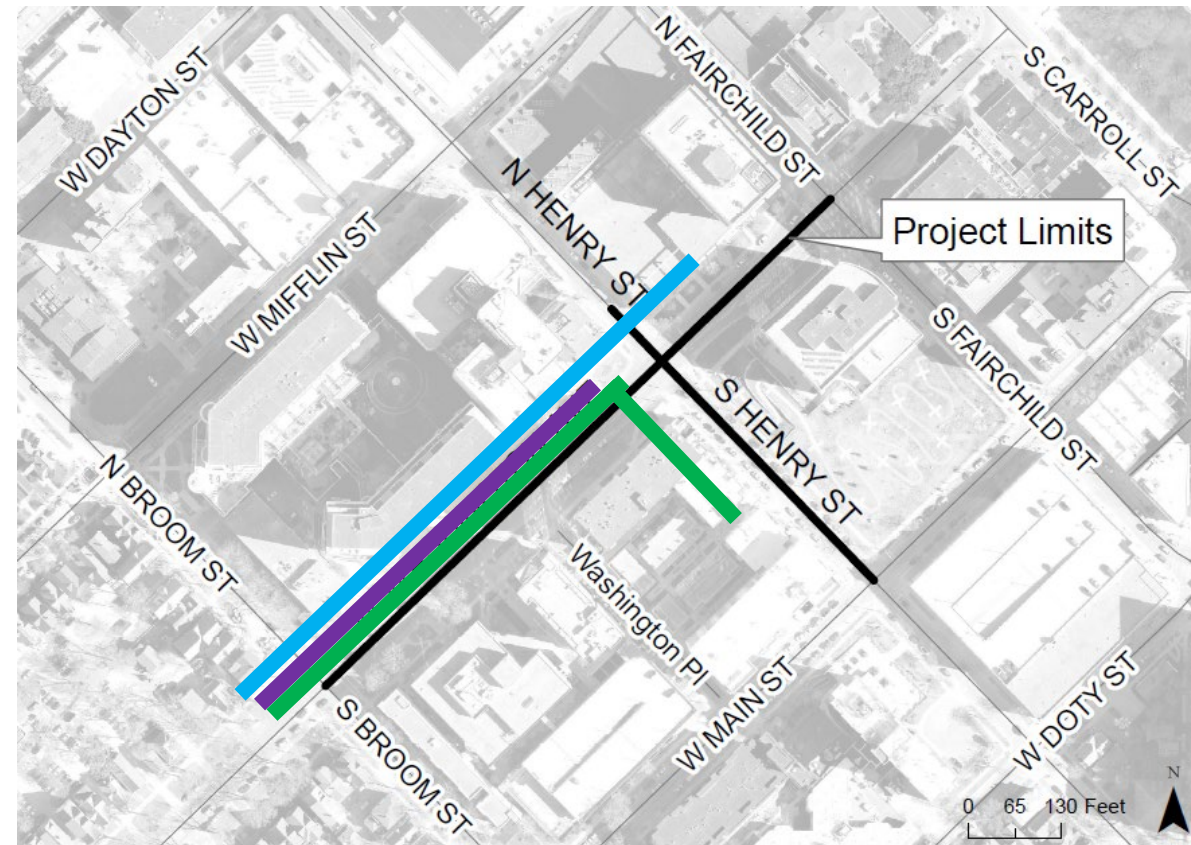 N FAIRCHILD ST
S CARROLL ST
W DAYTON ST
N HENRY ST
Project Limits
W MIFFLIN ST
S FAIRCHILD ST
S HENRY ST
N BROOM ST
Washington Pl
W MAIN ST
W DOTY ST
S BROOM ST
N
0 65 130 Feet